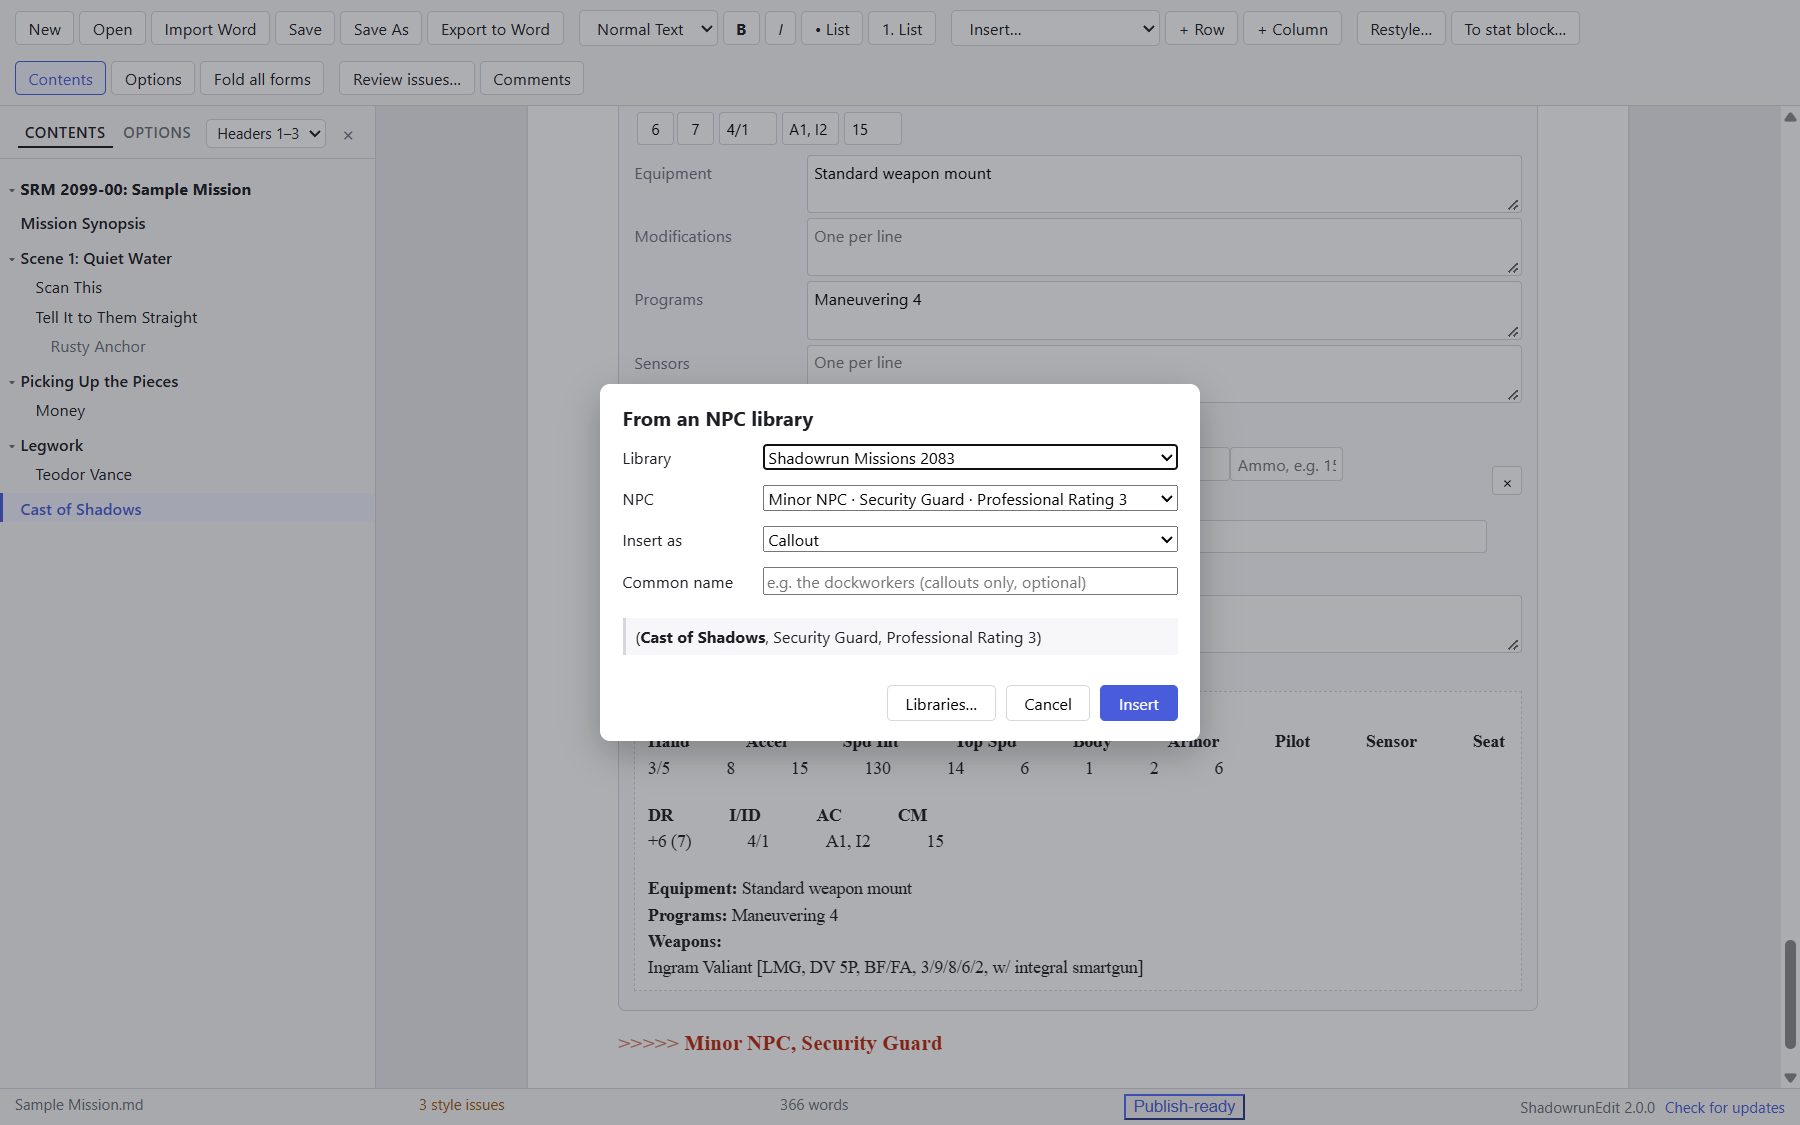 New Open Import Word Save Save As Export to Word Normal Text B I • List 1. List Insert... + Row + Column Restyle... To stat block...
Contents Options Fold all forms Review issues... Comments
CONTENTS OPTIONS Headers 1–3 ×
SRM 2099-00: Sample Mission
Mission Synopsis
Scene 1: Quiet Water
Scan This
Tell It to Them Straight
Rusty Anchor
Picking Up the Pieces
Money
Legwork
Teodor Vance
Cast of Shadows
6 7 4/1 A1, I2 15
Equipment Standard weapon mount
Modifications One per line
Programs Maneuvering 4
Sensors One per line
Ammo, e.g. 15
×
From an NPC library
Library Shadowrun Missions 2083
NPC Minor NPC · Security Guard · Professional Rating 3
Insert as Callout
Common name e.g. the dockworkers (callouts only, optional)
(Cast of Shadows, Security Guard, Professional Rating 3)
Libraries... Cancel Insert
Hand Accel Spd Int Top Spd Body Armor Pilot Sensor Seat
3/5 8 15 130 14 6 1 2 6
DR I/ID AC CM
+6 (7) 4/1 A1, I2 15
Equipment: Standard weapon mount
Programs: Maneuvering 4
Weapons:
Ingram Valiant [LMG, DV 5P, BF/FA, 3/9/8/6/2, w/ integral smartgun]
>>>>> Minor NPC, Security Guard
Sample Mission.md 3 style issues 366 words Publish-ready ShadowrunEdit 2.0.0 Check for updates